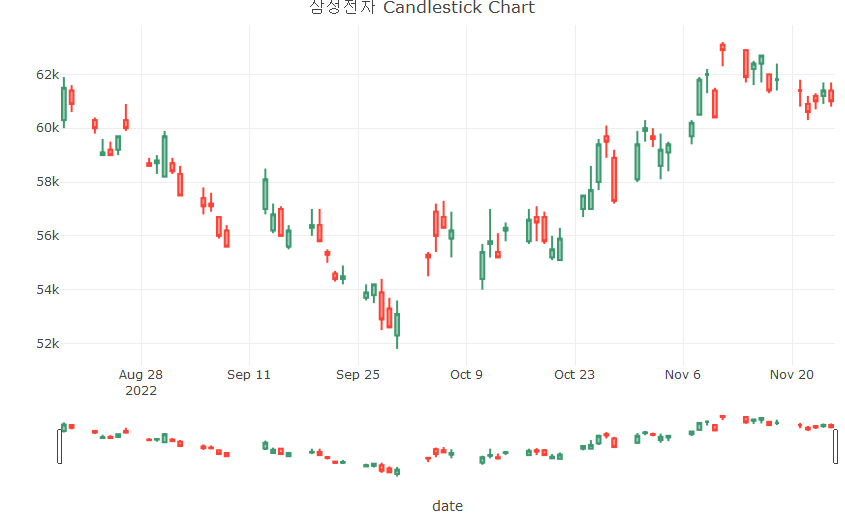 삼성전자 Candlestick Chart
62k
60k
58k
56k
54k
52k
Aug 28 Sep 11 Sep 25 Oct 9 Oct 23 Nov 6 Nov 20
2022
date